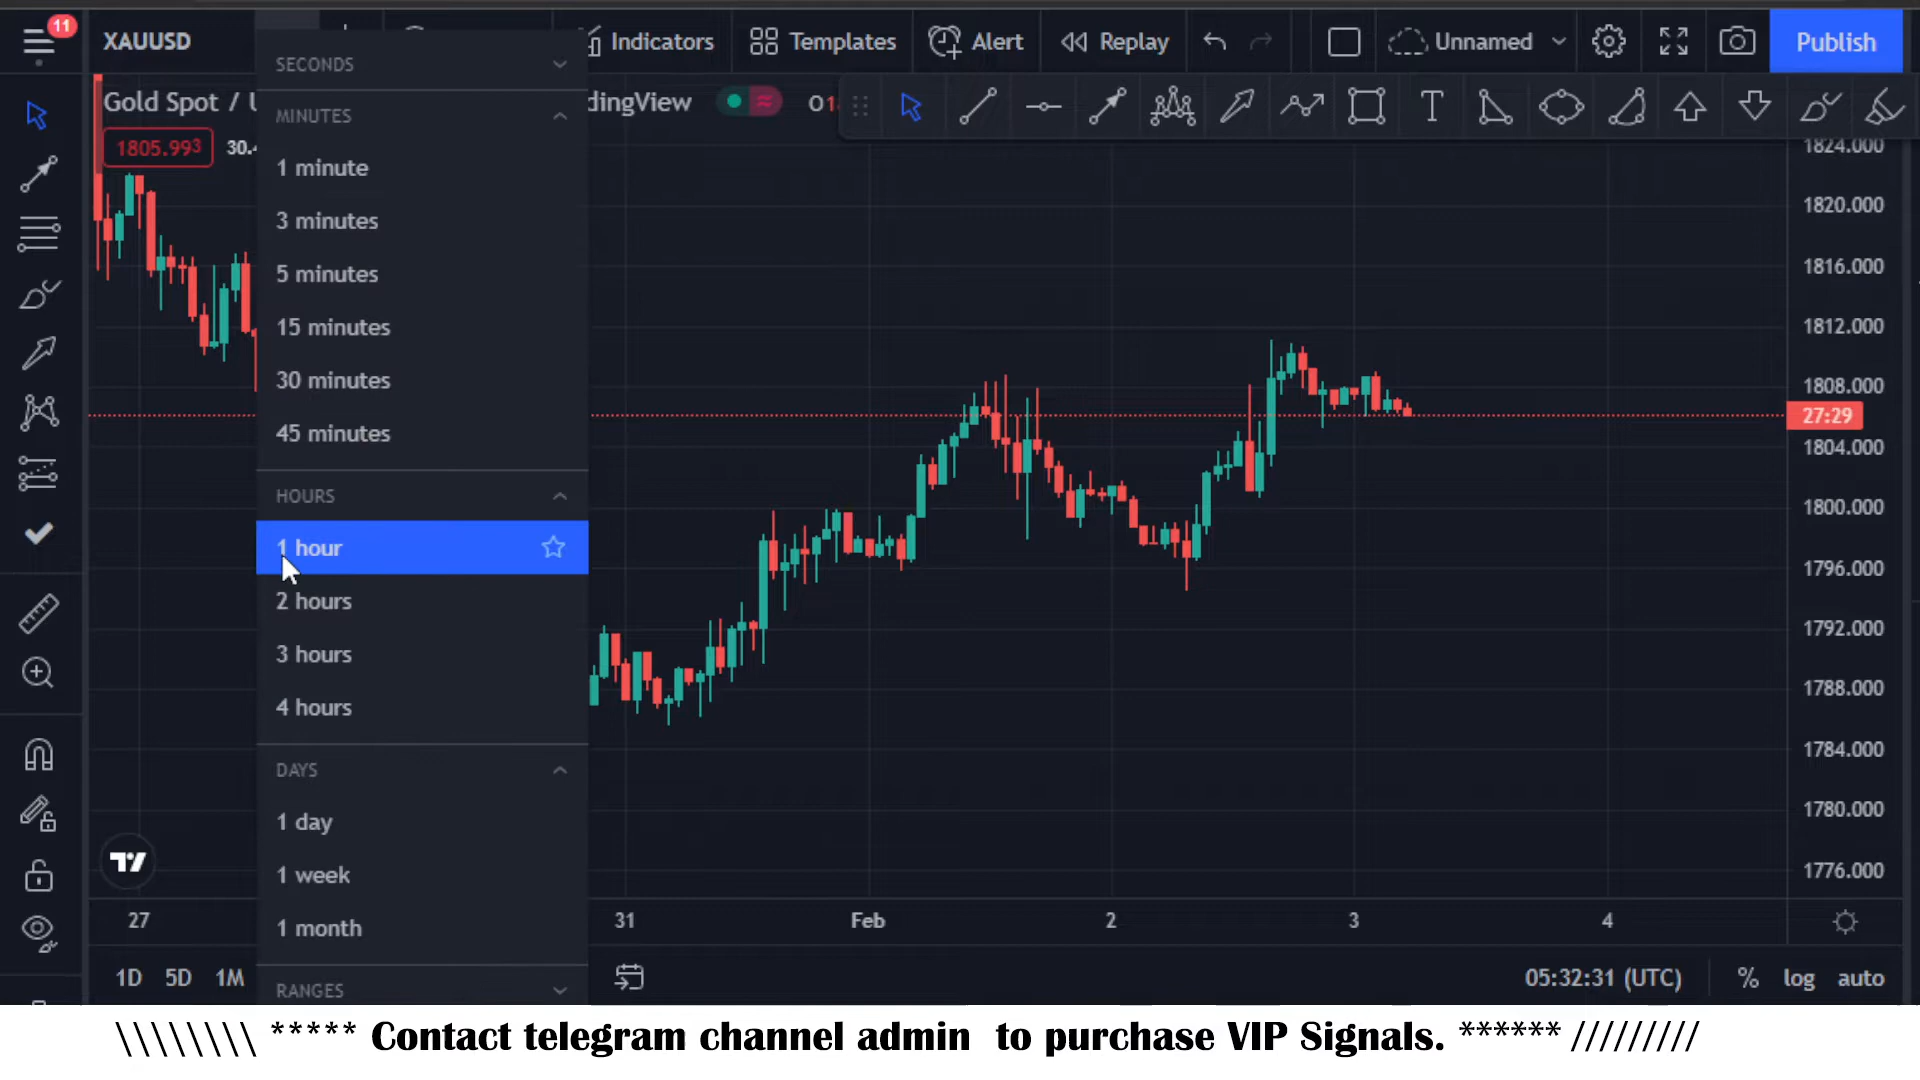 11
XAUUSD
Indicators
Templates
Alert
Replay
Unnamed
Publish
Gold Spot /
dingView
1805.993
30.
SECONDS
MINUTES
1 minute
3 minutes
5 minutes
15 minutes
30 minutes
45 minutes
HOURS
1 hour
2 hours
3 hours
4 hours
DAYS
1 day
1 week
1 month
RANGES
1824.000
1820.000
1816.000
1812.000
1808.000
27:29
1804.000
1800.000
1796.000
1792.000
1788.000
1784.000
1780.000
1776.000
27
31
Feb
2
3
4
1D 5D 1M
05:32:31 (UTC)
% log auto
\\\\\\\\ ***** Contact telegram channel admin to purchase VIP Signals. ****** /////////